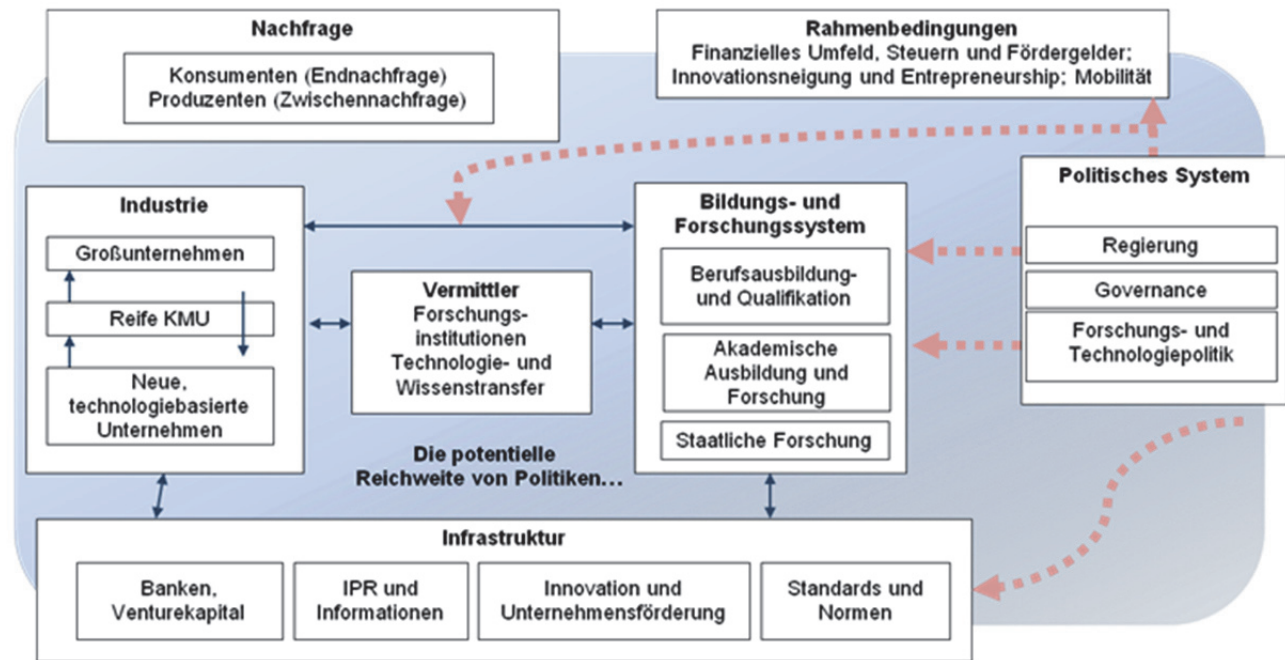 Nachfrage
Konsumenten (Endnachfrage)
Produzenten (Zwischennachfrage)
Rahmenbedingungen
Finanzielles Umfeld, Steuern und Fördergelder;
Innovationsneigung und Entrepreneurship; Mobilität
Industrie
Großunternehmen
Reife KMU
Neue,
technologiebasierte
Unternehmen
Vermittler
Forschungs-
institutionen
Technologie- und
Wissenstransfer
Bildungs- und
Forschungssystem
Berufsausbildung-
und Qualifikation
Akademische
Ausbildung und
Forschung
Staatliche Forschung
Politisches System
Regierung
Governance
Forschungs- und
Technologiepolitik
Die potentielle
Reichweite von Politiken...
Infrastruktur
Banken,
Venturekapital
IPR und
Informationen
Innovation und
Unternehmensförderung
Standards und
Normen